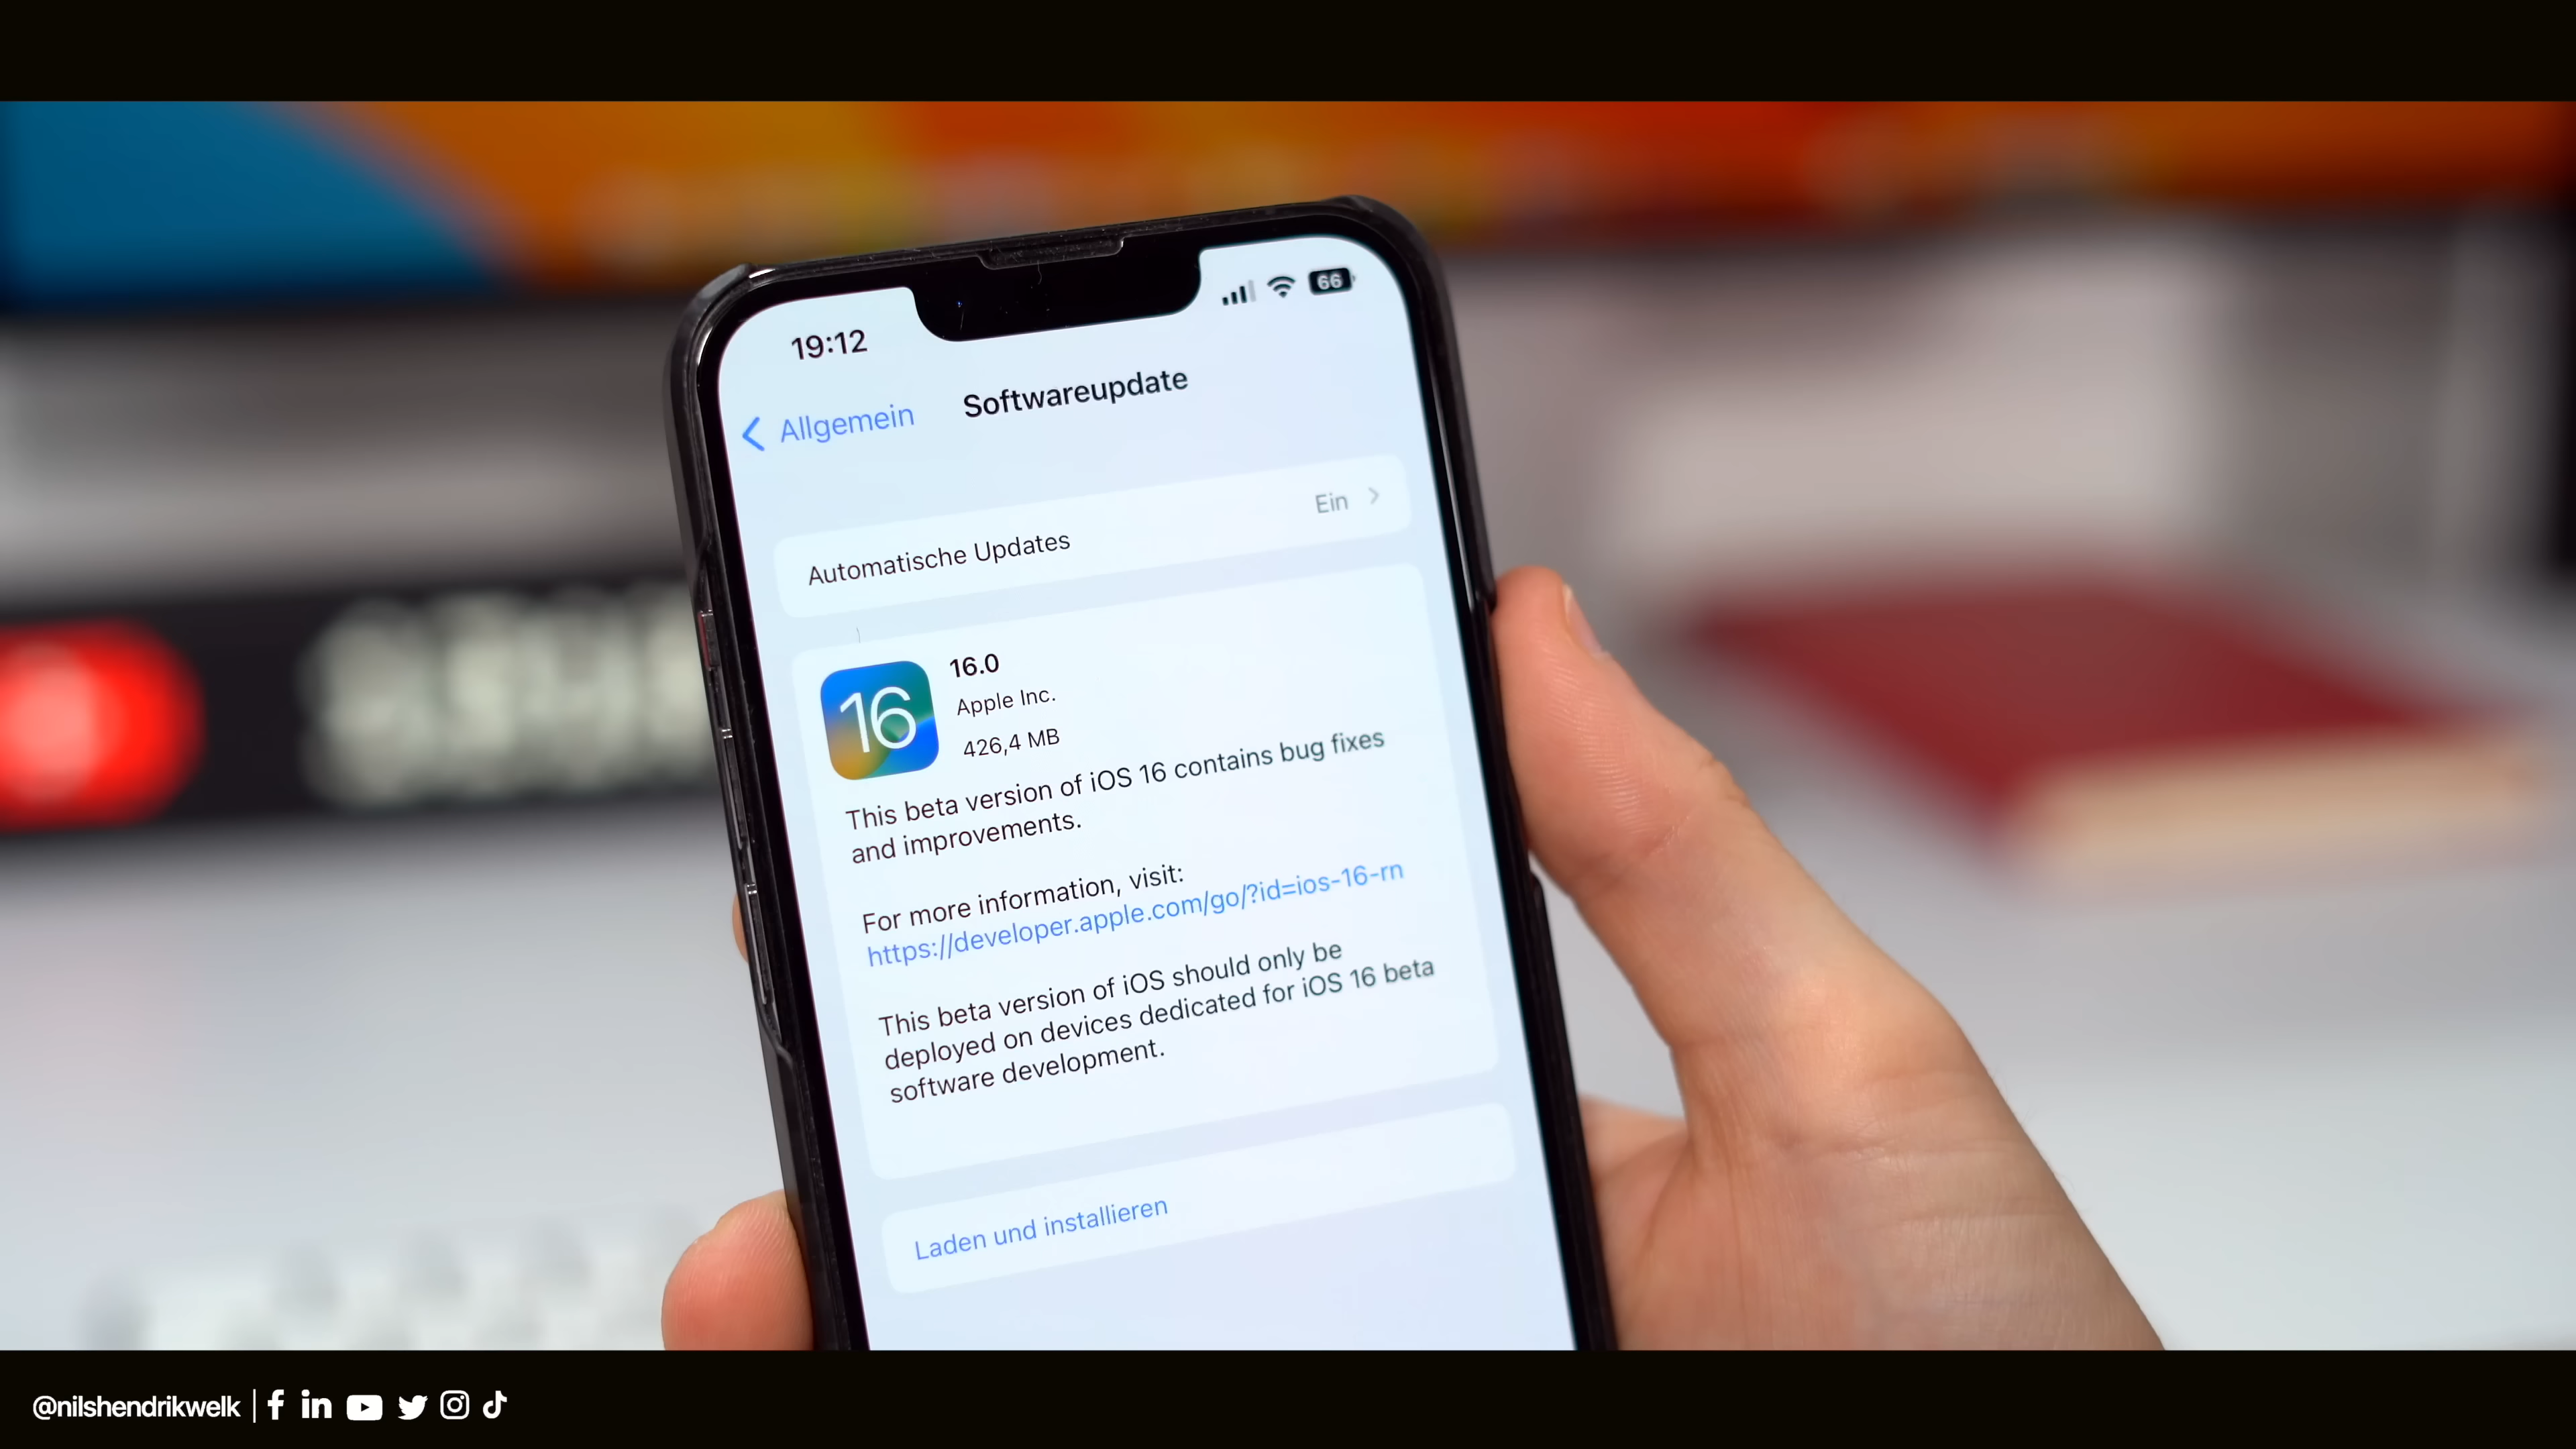 19:12
66
Allgemein
Softwareupdate
Automatische Updates
Ein
16
16.0
Apple Inc.
426,4 MB
This beta version of iOS 16 contains bug fixes
and improvements.
For more information, visit:
https://developer.apple.com/go/?id=ios-16-rn
This beta version of iOS should only be
deployed on devices dedicated for iOS 16 beta
software development.
Laden und installieren
@nilshendrikwelk